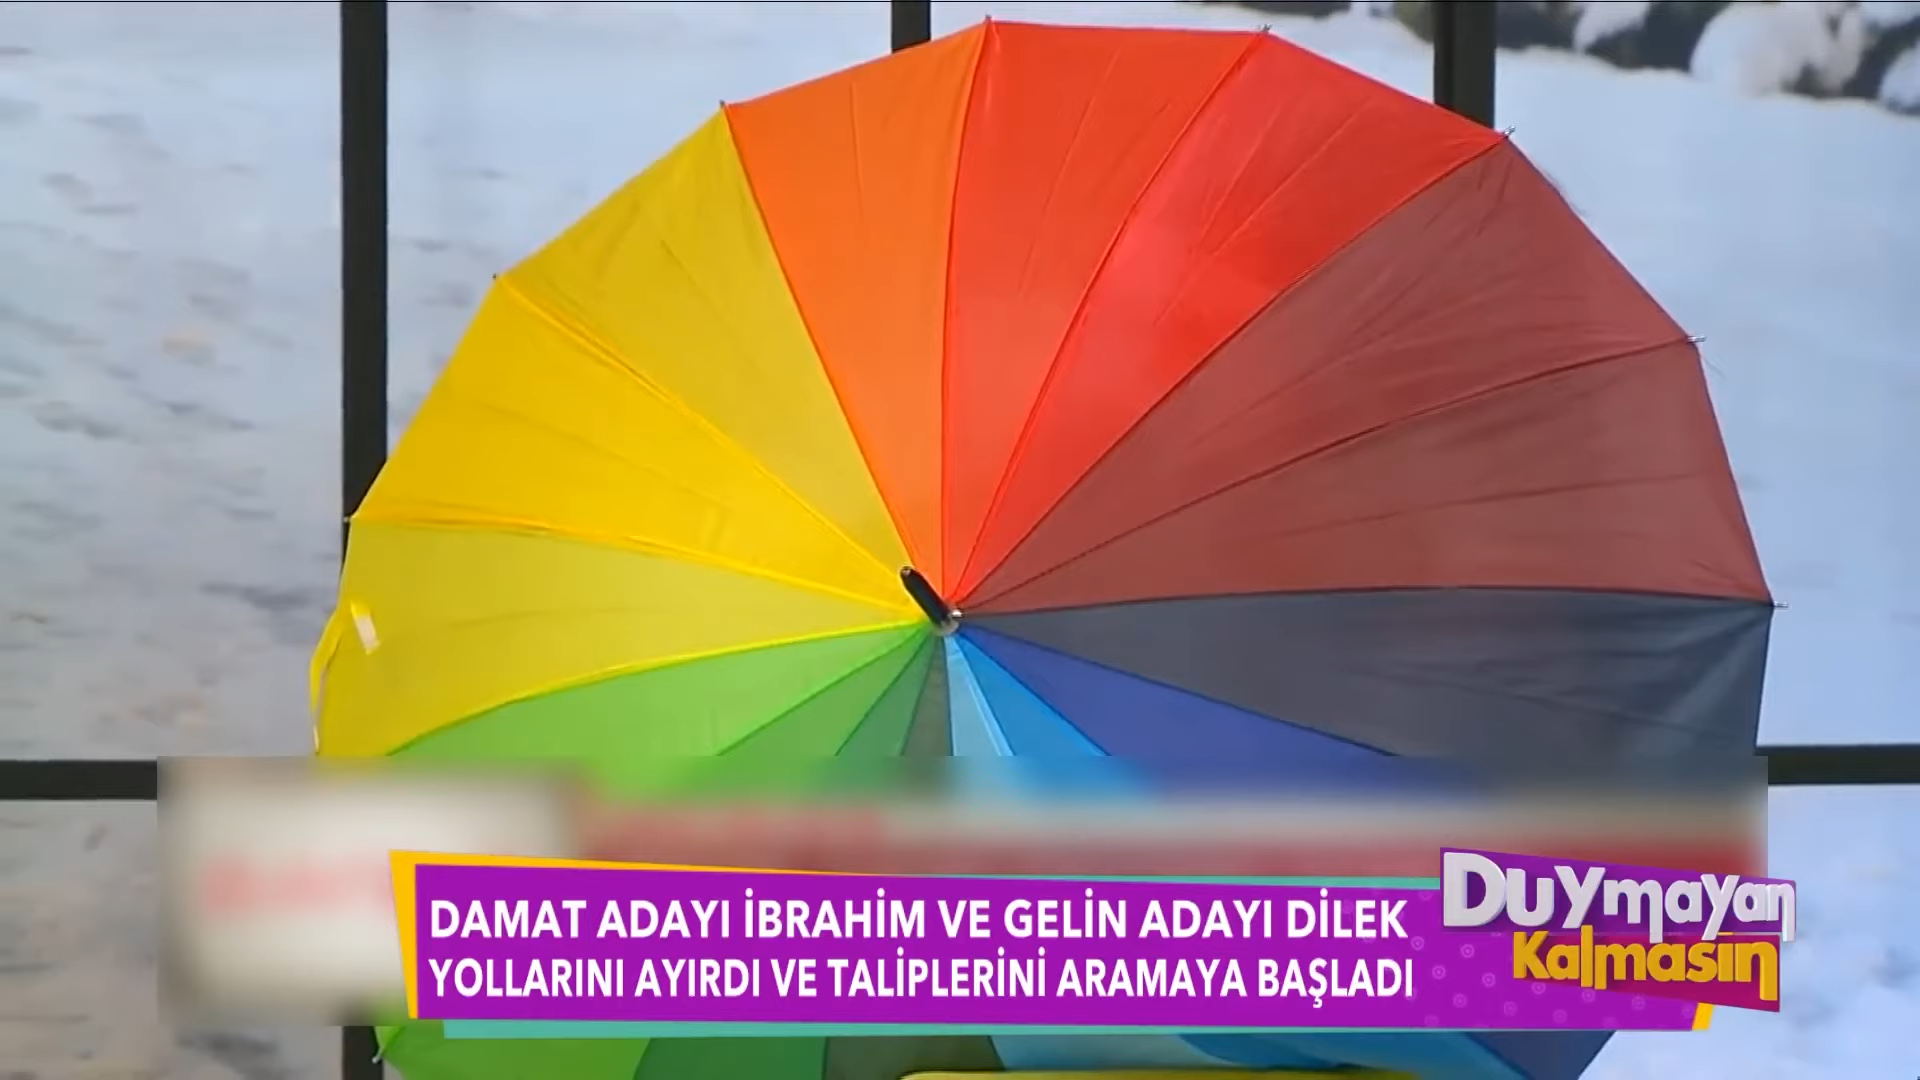 DAMAT ADAYI İBRAHİM VE GELİN ADAYI DİLEK
YOLLARINI AYIRDI VE TALİPLERİNİ ARAMAYA BAŞLADI
Duymayan
Kalmasın